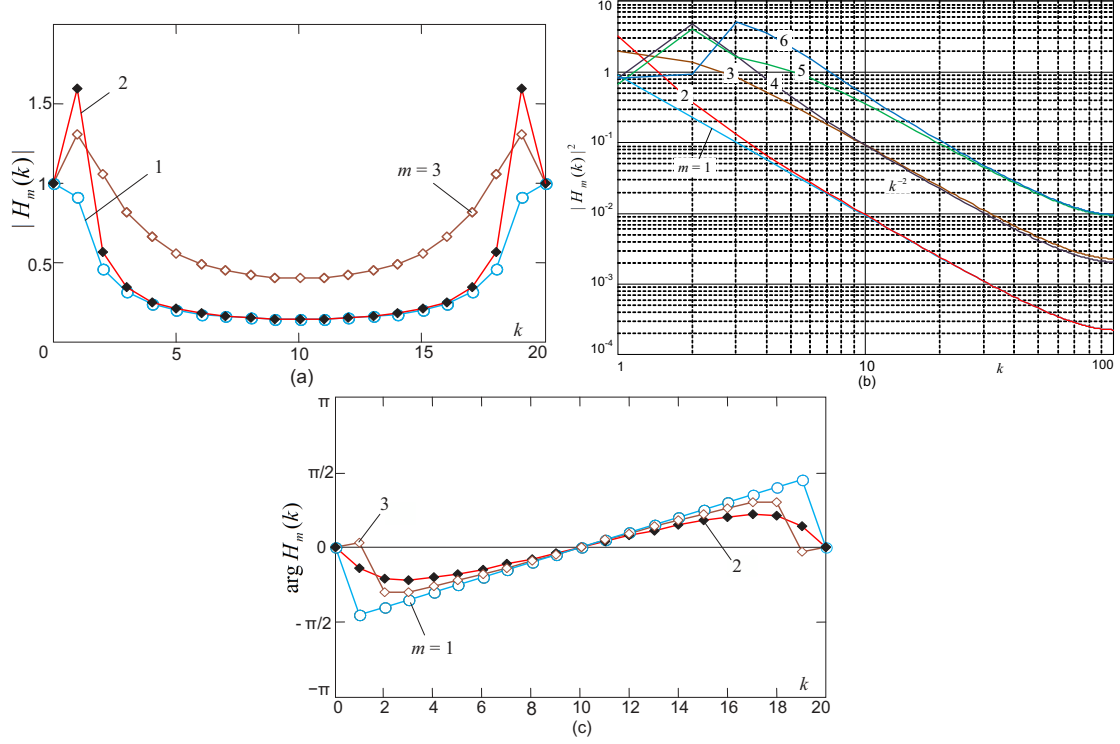 1.5
1
0.5
| H_m(k) |
2
1
m = 3
0
5
10
15
20
k
(a)
10
1
10^-1
10^-2
10^-3
10^-4
| H_m(k) |^2
6
5
3
4
2
m = 1
k^-2
1
10
100
k
(b)
π
π/2
0
- π/2
−π
arg H_m(k)
3
2
m = 1
0
2
4
6
8
10
12
14
16
18
20
k
(c)